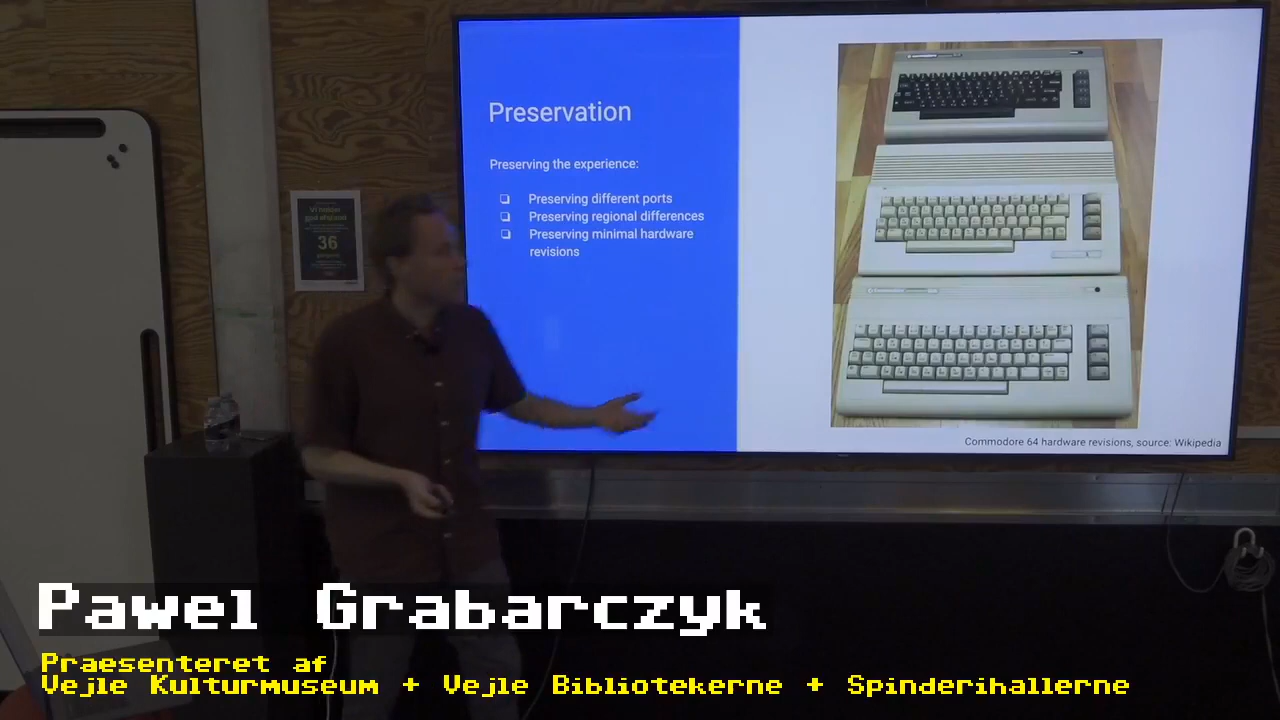 Preservation
Preserving the experience:
❏ Preserving different ports
❏ Preserving regional differences
❏ Preserving minimal hardware
revisions
36
Commodore 64 hardware revisions, source: Wikipedia
Pawel Grabarczyk
Praesenteret af
Vejle Kulturmuseum + Vejle Bibliotekerne + Spinderihallerne